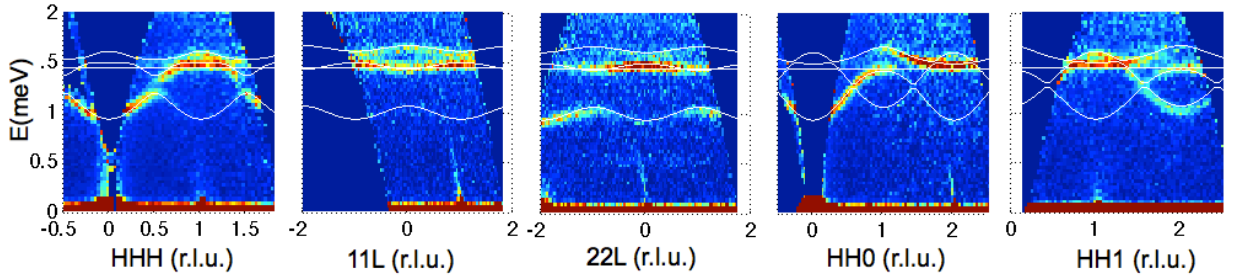 E(meV)
2
1.5
1
0.5
0
-0.5 0 0.5 1 1.5
HHH (r.l.u.)
-2 0 2
11L (r.l.u.)
-2 0 2
22L (r.l.u.)
0 1 2
HH0 (r.l.u.)
0 1 2
HH1 (r.l.u.)